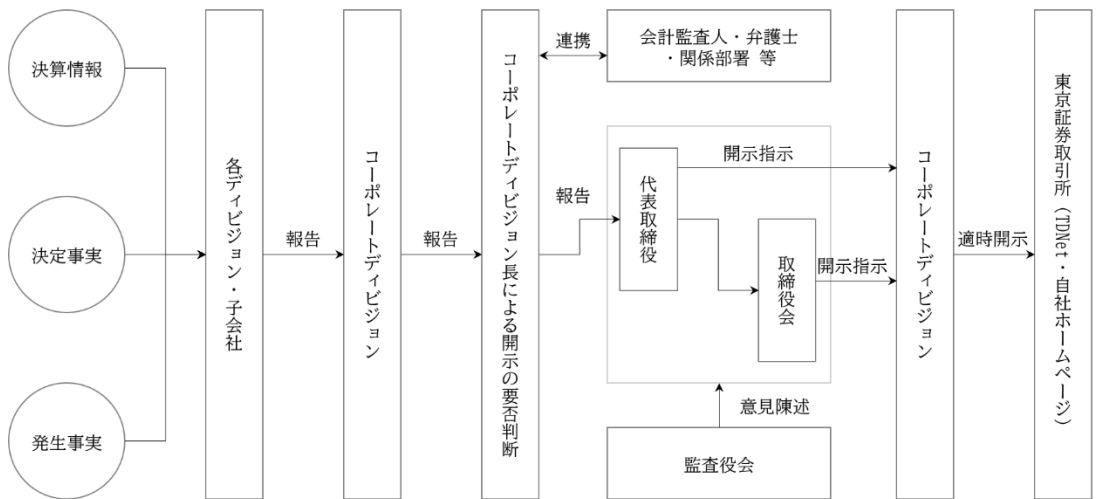 決算情報
決定事実
発生事実
各ディビジョン・子会社
報告
コーポレートディビジョン
報告
コーポレートディビジョン長による開示の要否判断
連携
会計監査人・弁護士
・関係部署 等
報告
代表取締役
開示指示
取締役会
開示指示
意見陳述
監査役会
コーポレートディビジョン
適時開示
東京証券取引所(TDNet・自社ホームページ)